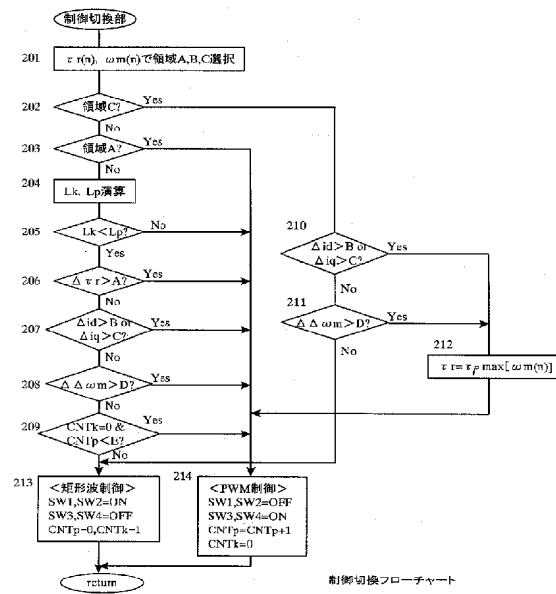 制御切換部
201
τr(n), ωm(n)で領域A,B,C選択
202
領域C?
Yes
No
203
領域A?
Yes
No
204
Lk, Lp演算
205
Lk<Lp?
No
Yes
206
Δτr>A?
Yes
No
207
Δid>B or
Δiq>C?
Yes
No
208
ΔΔωm>D?
Yes
No
209
CNTk=0 &
CNTp<E?
Yes
No
210
Δid>B or
Δiq>C?
Yes
No
211
ΔΔωm>D?
Yes
No
212
τr=τp max[ωm(n)]
213
<矩形波制御>
SW1,SW2=ON
SW3,SW4=OFF
CNTp=0,CNTk=1
214
<PWM制御>
SW1,SW2=OFF
SW3,SW4=ON
CNTp=CNTp+1
CNTk=0
return
制御切換フローチャート